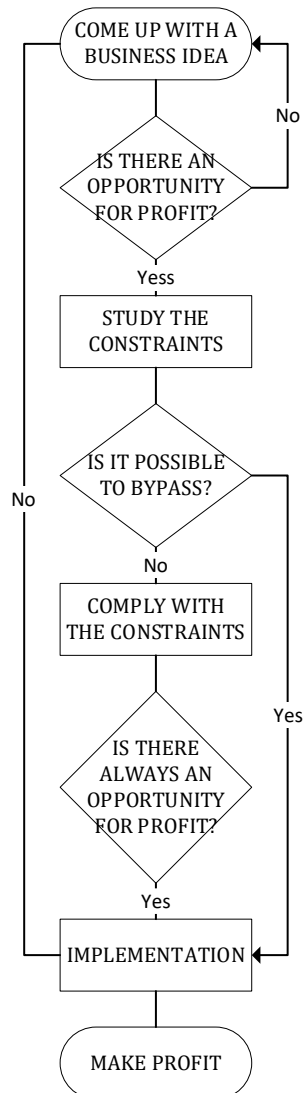 COME UP WITH A
BUSINESS IDEA
No
IS THERE AN
OPPORTUNITY
FOR PROFIT?
Yess
STUDY THE
CONSTRAINTS
IS IT POSSIBLE
TO BYPASS?
No
No
COMPLY WITH
THE CONSTRAINTS
Yes
IS THERE
ALWAYS AN
OPPORTUNITY
FOR PROFIT?
Yes
IMPLEMENTATION
MAKE PROFIT